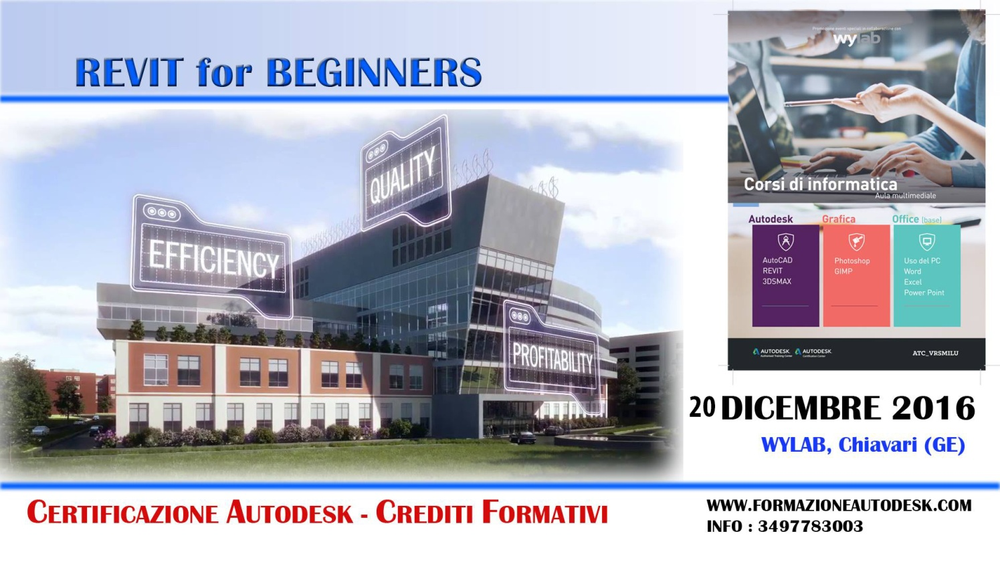 REVIT for BEGINNERS
QUALITY
EFFICIENCY
PROFITABILITY
Promozione eventi speciali in collaborazione con
wylab
Corsi di informatica
Aula multimediale
Autodesk
AutoCAD
REVIT
3DSMAX
Grafica
Photoshop
GIMP
Office (base)
Uso del PC
Word
Excel
Power Point
AUTODESK.
Authorised Training Center
AUTODESK
Certification Center
ATC_VRSMILU
20 DICEMBRE 2016
WYLAB, Chiavari (GE)
CERTIFICAZIONE AUTODESK - CREDITI FORMATIVI
WWW.FORMAZIONEAUTODESK.COM
INFO : 3497783003